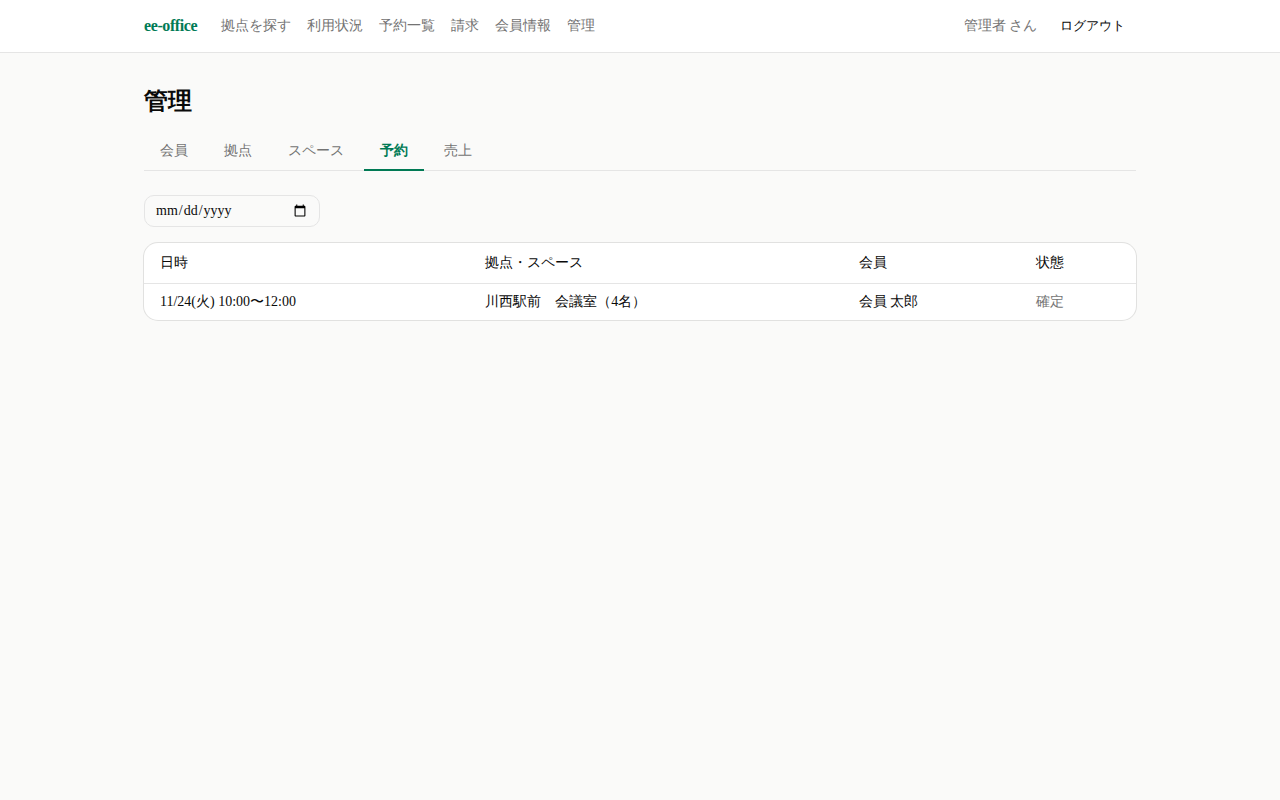 ee-office 拠点を探す 利用状況 予約一覧 請求 会員情報 管理 管理者 さん ログアウト
管理
会員 拠点 スペース 予約 売上
mm/dd/yyyy
日時 拠点・スペース 会員 状態
11/24(火) 10:00〜12:00 川西駅前　会議室（4名） 会員 太郎 確定